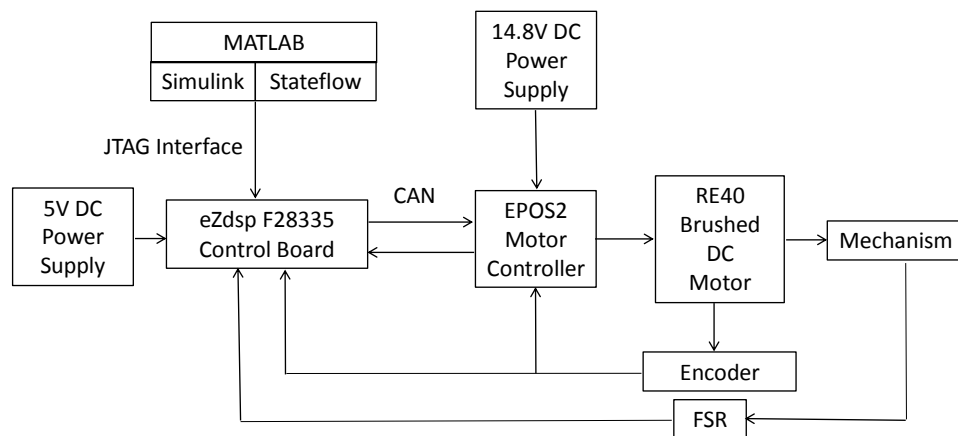 MATLAB
Simulink
Stateflow
14.8V DC
Power
Supply
JTAG Interface
5V DC
Power
Supply
eZdsp F28335
Control Board
CAN
EPOS2
Motor
Controller
RE40
Brushed
DC
Motor
Mechanism
Encoder
FSR